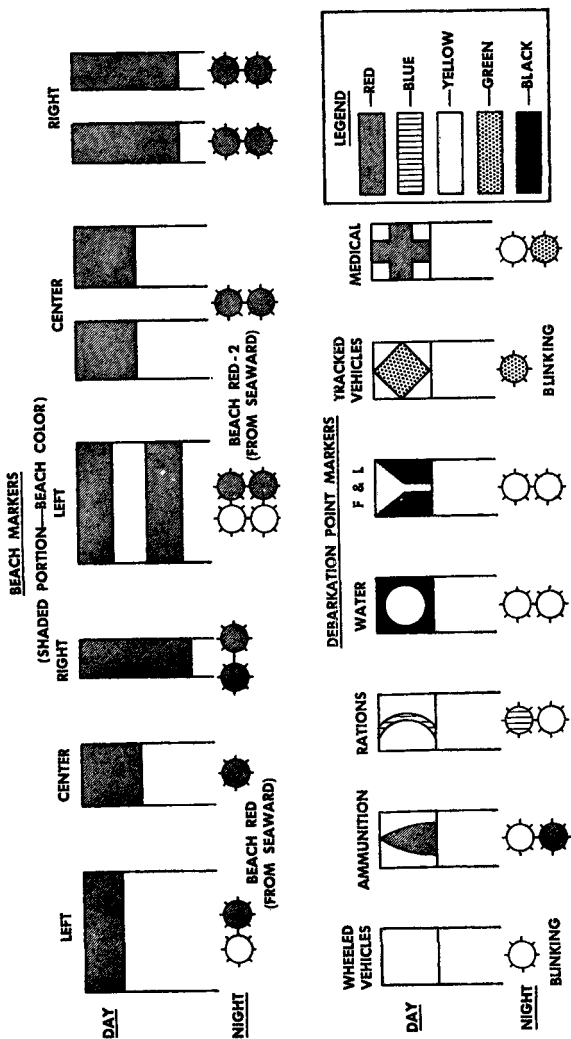 BEACH MARKERS
(SHADED PORTION—BEACH COLOR)
LEFT
CENTER
RIGHT
LEFT
CENTER
RIGHT
DAY
NIGHT
BEACH RED
(FROM SEAWARD)
BEACH RED-2
(FROM SEAWARD)
DEBARKATION POINT MARKERS
WHEELED
VEHICLES
AMMUNITION
RATIONS
WATER
F & L
TRACKED
VEHICLES
MEDICAL
DAY
NIGHT
BLINKING
BLINKING
LEGEND
—RED
—BLUE
—YELLOW
—GREEN
—BLACK